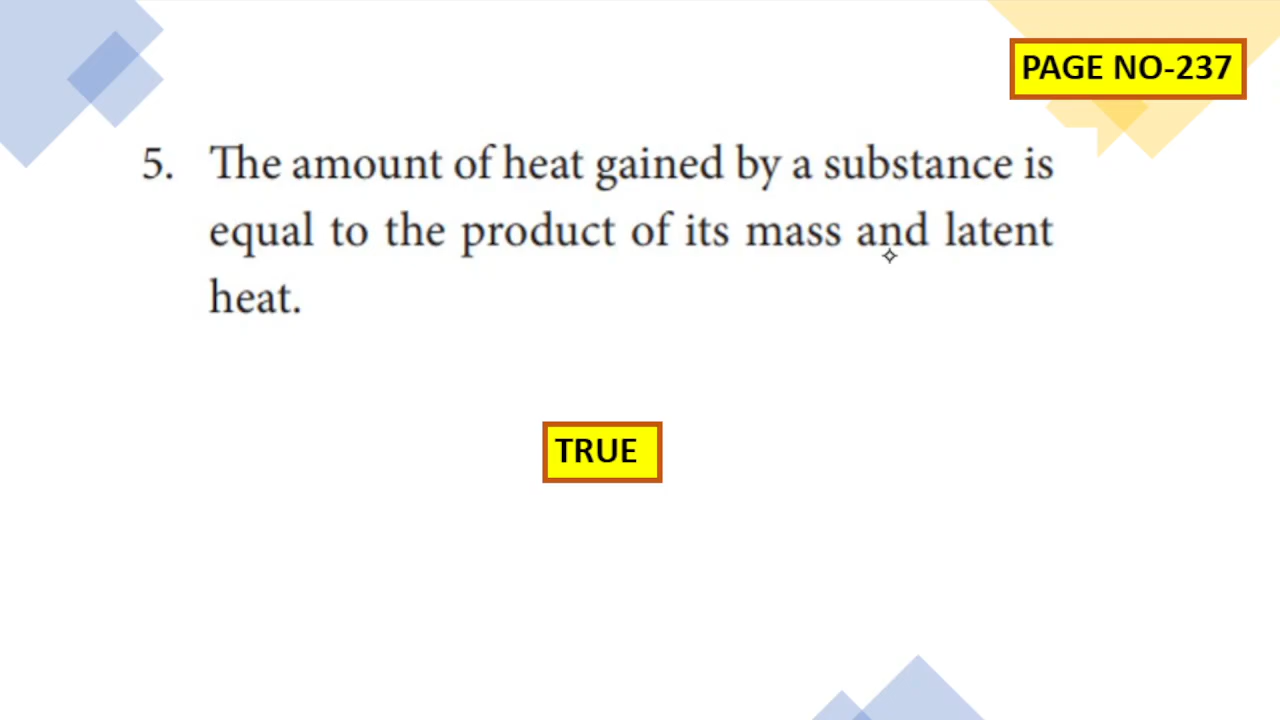 PAGE NO-237
5. The amount of heat gained by a substance is
equal to the product of its mass and latent
heat.
TRUE